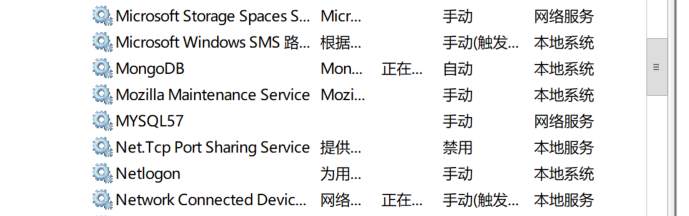 Microsoft Storage Spaces S... Micr... 手动 网络服务
Microsoft Windows SMS 路... 根据... 手动(触发... 本地系统
MongoDB Mon... 正在... 自动 本地系统
Mozilla Maintenance Service Mozi... 手动 本地系统
MYSQL57 手动 网络服务
Net.Tcp Port Sharing Service 提供... 禁用 本地服务
Netlogon 为用... 手动 本地系统
Network Connected Devic... 网络... 正在... 手动(触发... 本地服务